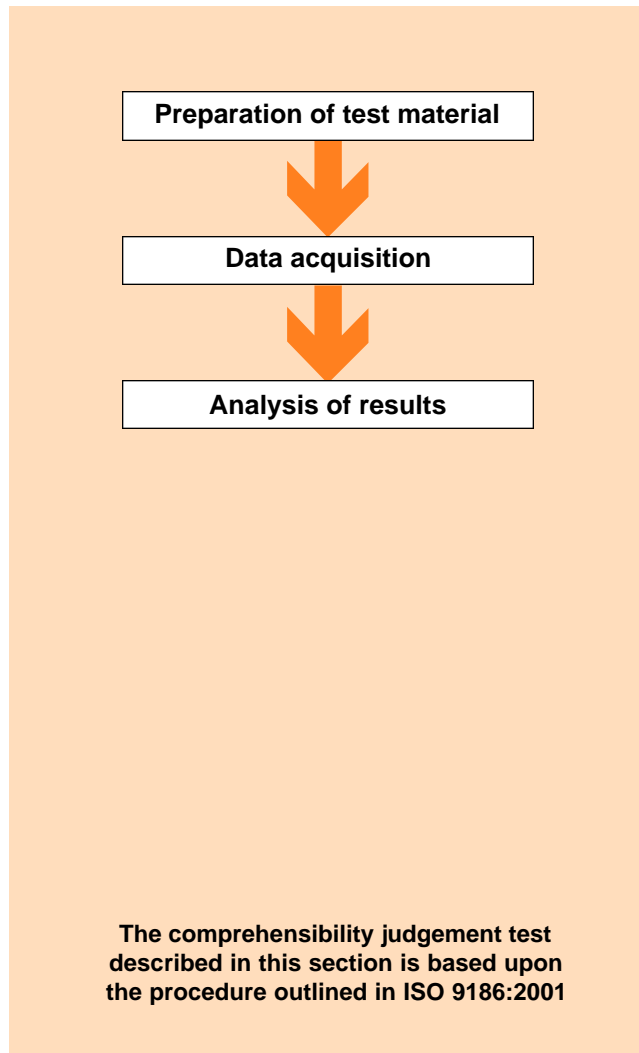 Preparation of test material
Data acquisition
Analysis of results
The comprehensibility judgement test
described in this section is based upon
the procedure outlined in ISO 9186:2001